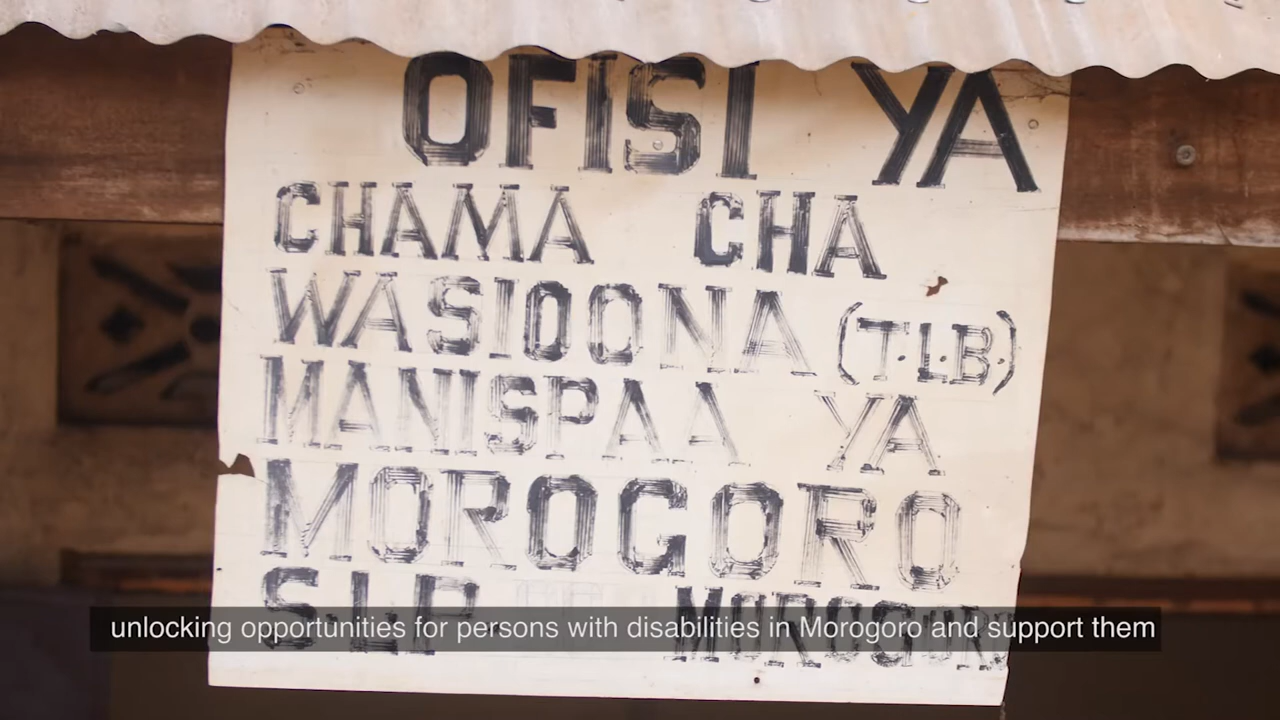 OFISI YA
CHAMA CHA
WASIOONA (T.L.B.)
MANISPAA YA
MOROGORO
S.L.P. MOROGORO
unlocking opportunities for persons with disabilities in Morogoro and support them